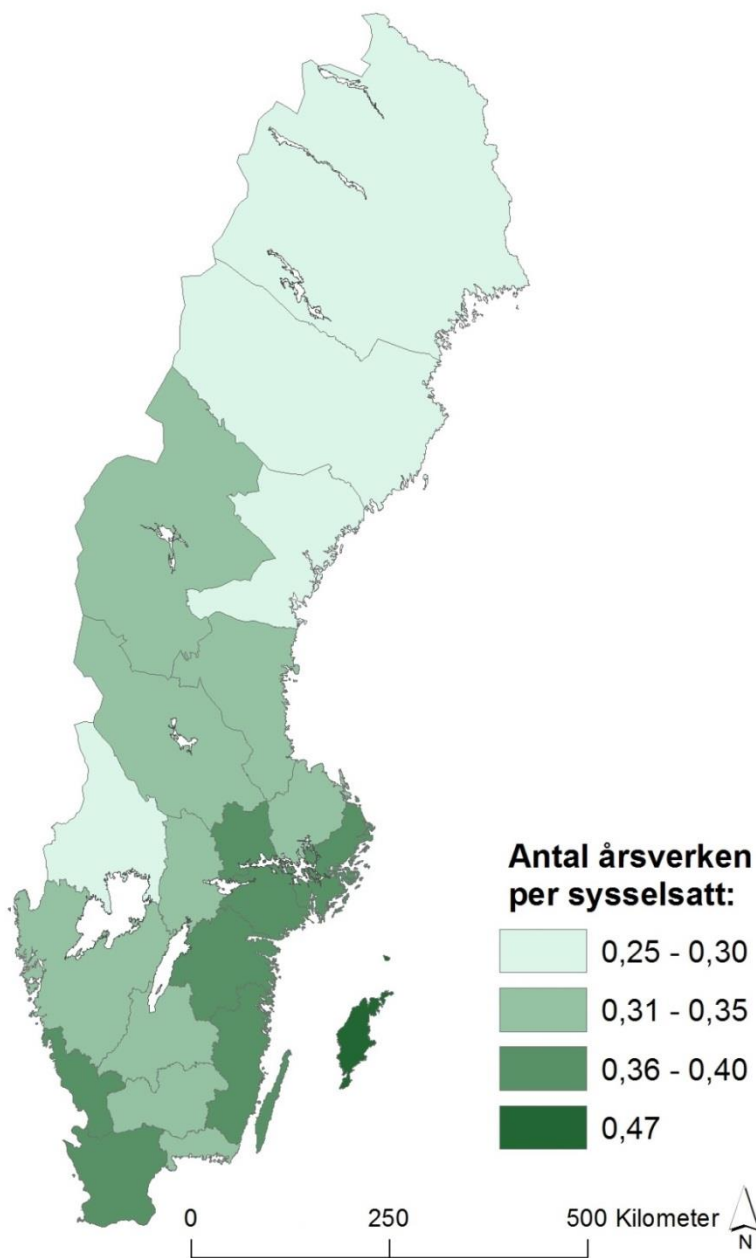 Antal årsverken
per sysselsatt:
0,25 - 0,30
0,31 - 0,35
0,36 - 0,40
0,47
0 250 500 Kilometer
N